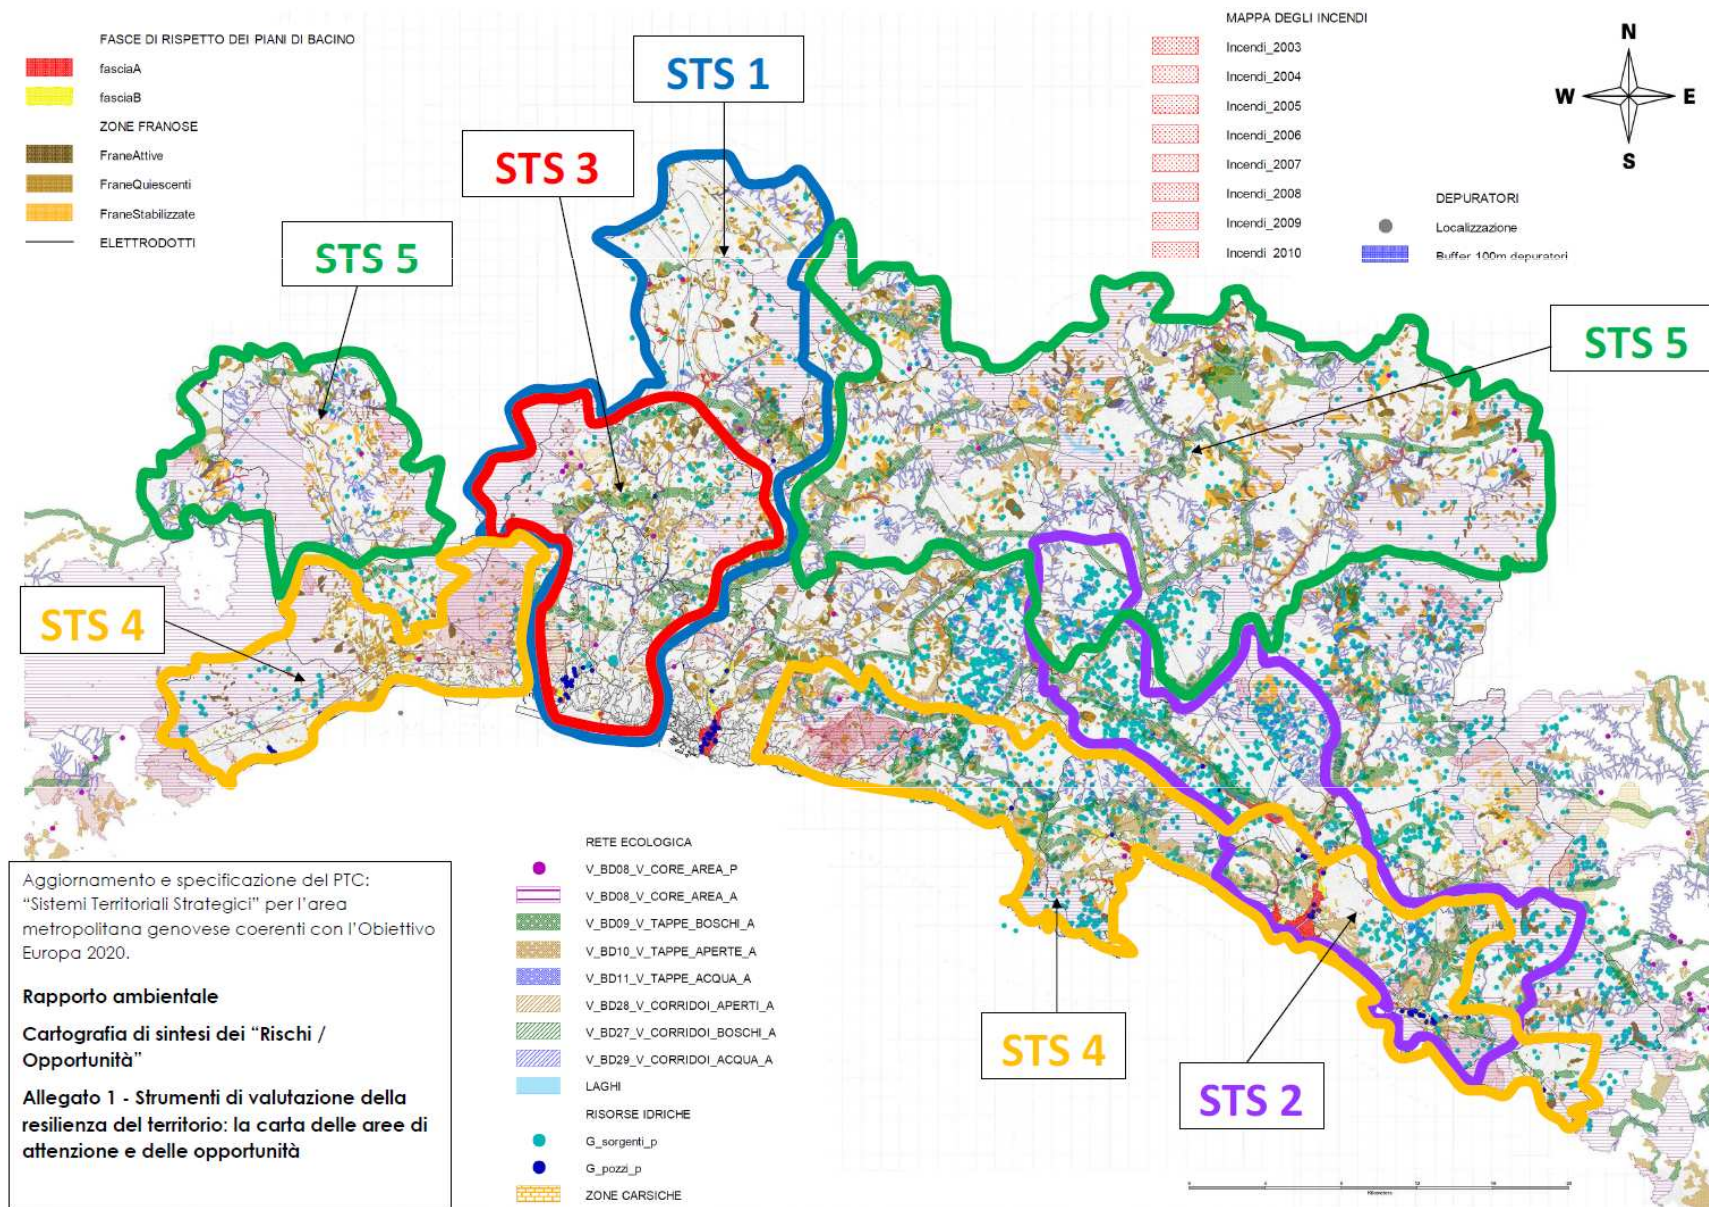 FASCE DI RISPETTO DEI PIANI DI BACINO
fasciaA
fasciaB
ZONE FRANOSE
FraneAttive
FraneQuiescenti
FraneStabilizzate
ELETTRODOTTI
STS 1
STS 3
STS 5
MAPPA DEGLI INCENDI
Incendi_2003
Incendi_2004
Incendi_2005
Incendi_2006
Incendi_2007
Incendi_2008
Incendi_2009
Incendi_2010
DEPURATORI
Localizzazione
Buffer 100m depuratori
N
W E
S
STS 5
STS 4
STS 4
STS 2
Aggiornamento e specificazione del PTC:
“Sistemi Territoriali Strategici” per l’area
metropolitana genovese coerenti con l’Obiettivo
Europa 2020.
Rapporto ambientale
Cartografia di sintesi dei “Rischi /
Opportunità”
Allegato 1 - Strumenti di valutazione della
resilienza del territorio: la carta delle aree di
attenzione e delle opportunità
RETE ECOLOGICA
V_BD08_V_CORE_AREA_P
V_BD08_V_CORE_AREA_A
V_BD09_V_TAPPE_BOSCHI_A
V_BD10_V_TAPPE_APERTE_A
V_BD11_V_TAPPE_ACQUA_A
V_BD28_V_CORRIDOI_APERTI_A
V_BD27_V_CORRIDOI_BOSCHI_A
V_BD29_V_CORRIDOI_ACQUA_A
LAGHI
RISORSE IDRICHE
G_sorgenti_p
G_pozzi_p
ZONE CARSICHE
Kilometers